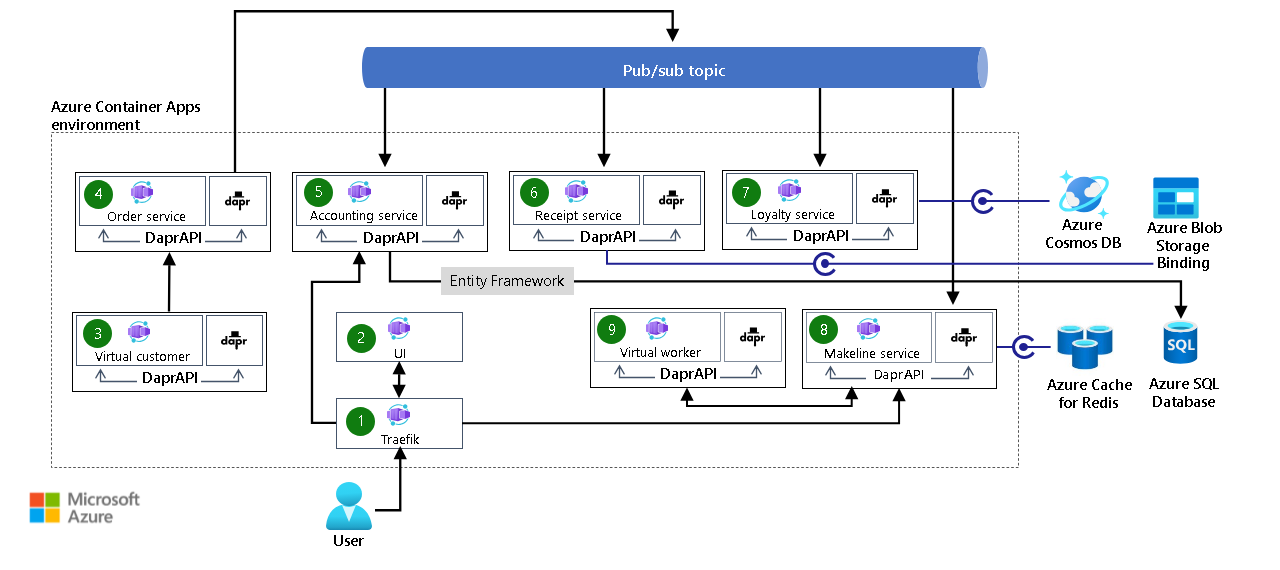 Pub/sub topic
Azure Container Apps
environment
4
dapr
Order service
DaprAPI
5
dapr
Accounting service
DaprAPI
6
dapr
Receipt service
DaprAPI
7
dapr
Loyalty service
DaprAPI
Azure
Cosmos DB
Azure Blob
Storage
Binding
Entity Framework
3
dapr
Virtual customer
DaprAPI
2
UI
9
dapr
Virtual worker
DaprAPI
8
dapr
Makeline service
DaprAPI
SQL
Azure Cache
for Redis
Azure SQL
Database
1
Traefik
Microsoft
Azure
User